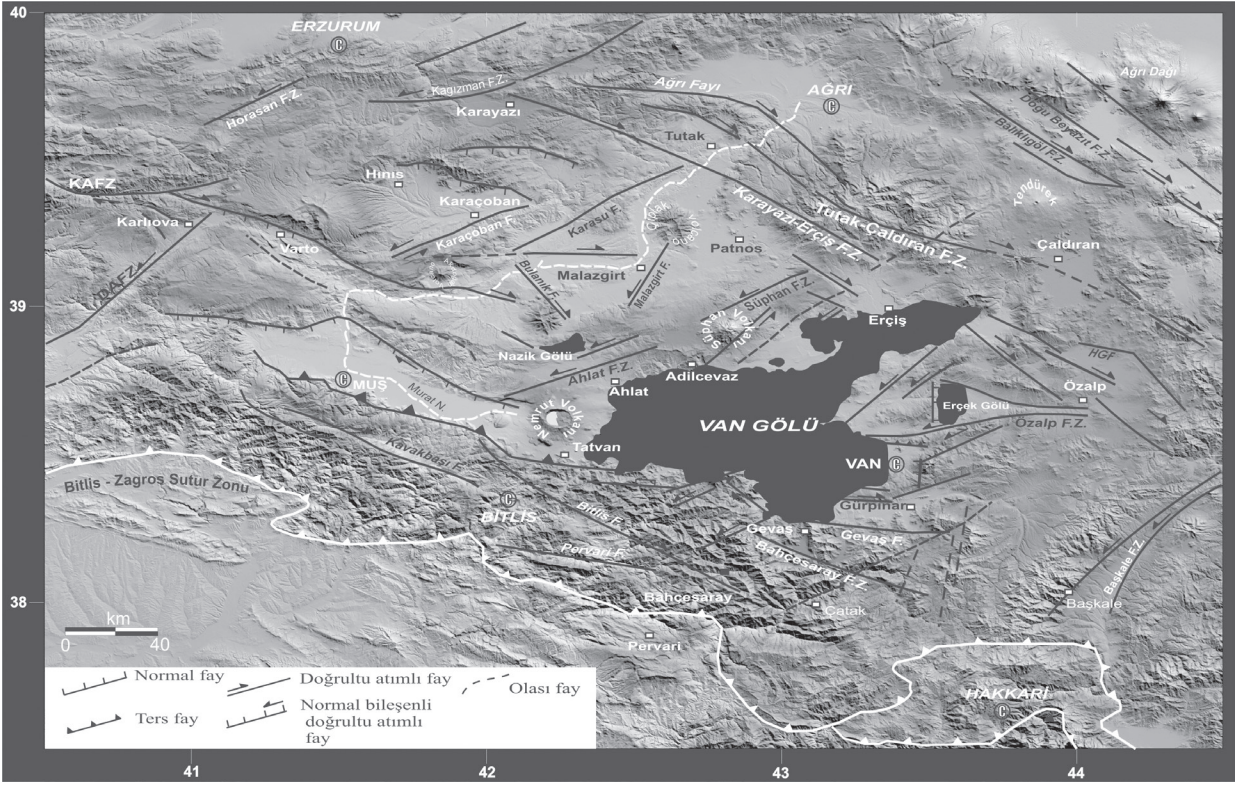 40
ERZURUM
C
Ağrı Dağı
Kağızman F.Z.
Ağrı Fayı
AĞRI
C
Horasan F.Z.
Karayazı
Doğu Beyazıt F.Z.
Balıklıgöl F.Z.
Tutak
KAFZ
Hınıs
Tendürek
Karaçoban
Karlıova
Karaçoban F.
Karasu F.
Karayazı-Erçiş F.Z.
Tutak-Çaldıran F.Z.
Varto
Patnos
Çaldıran
DAFZ
Malazgirt
Bulanık F.
Malazgirt F.
39
Süphan F.Z.
Süphan Volkanı
Erçiş
Nazik Gölü
HGF
Ahlat F.Z.
Adilcevaz
C
MUŞ
Ahlat
Özalp
Murat N.
Erçek Gölü
Nemrut Volkanı
VAN GÖLÜ
Özalp F.Z.
Kavakbaşı F.
Tatvan
VAN
C
Bitlis - Zagros Sutur Zonu
C
BİTLİS
Bitlis F.
Gürpınar
Gevaş
Gevaş F.
Pervari F.
Bahçesaray F.Z.
Başkale F.Z.
38
Bahçesaray
Çatak
Başkale
km
0
40
Pervari
Normal fay
Doğrultu atımlı fay
Olası fay
Ters fay
Normal bileşenli
doğrultu atımlı
fay
HAKKARİ
C
41
42
43
44